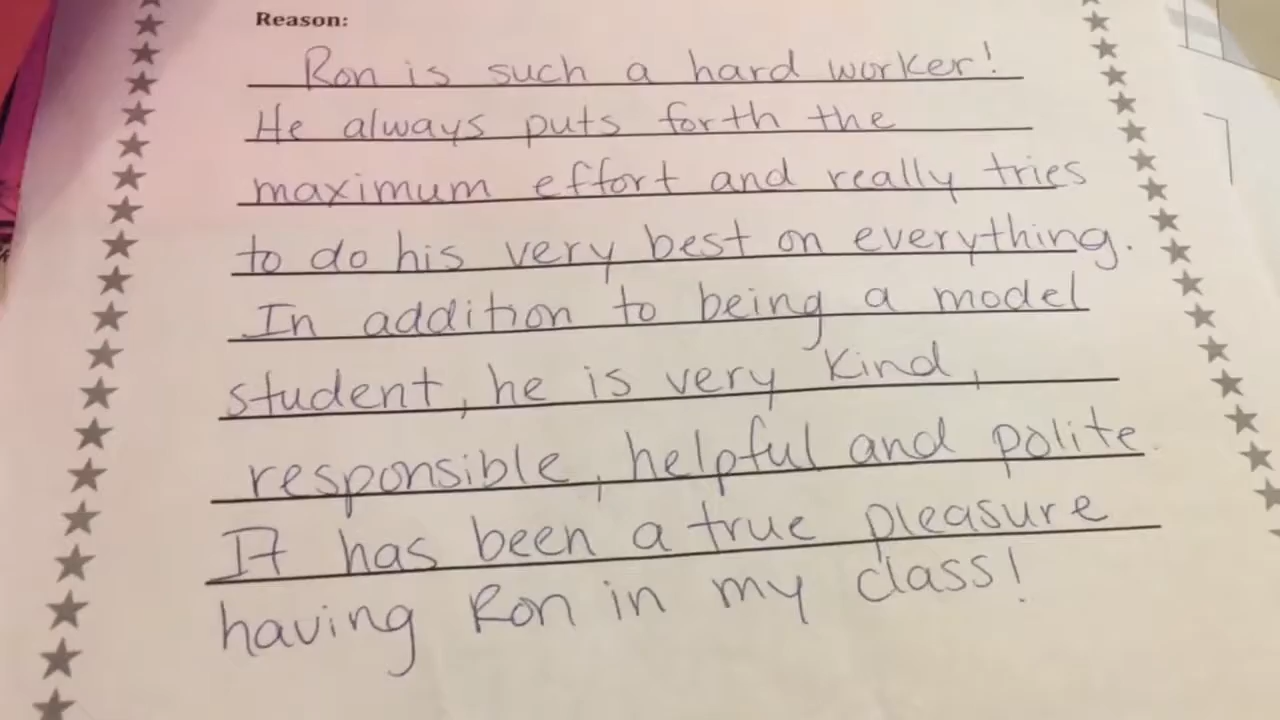 Reason:
Ron is such a hard worker!
He always puts forth the
maximum effort and really tries
to do his very best on everything.
In addition to being a model
student, he is very kind,
responsible, helpful and polite.
It has been a true pleasure
having Ron in my class!